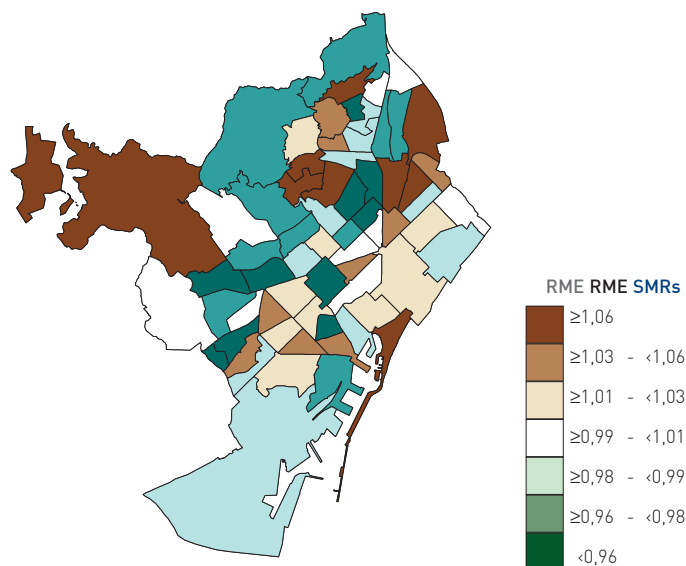 RME RME SMRs
≥1,06
≥1,03 - <1,06
≥1,01 - <1,03
≥0,99 - <1,01
≥0,98 - <0,99
≥0,96 - <0,98
<0,96